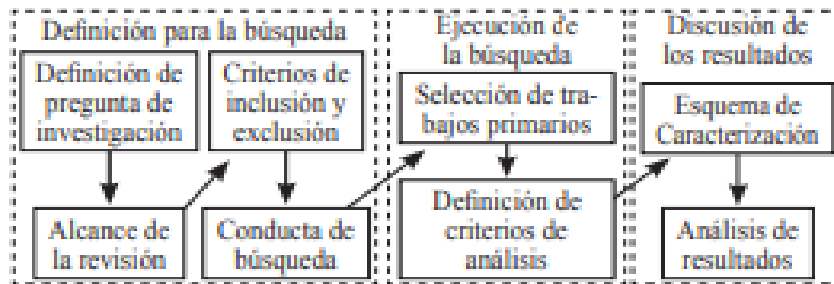 Definición para la búsqueda
Definición de
pregunta de
investigación
Alcance de
la revisión
Criterios de
inclusión y
exclusión
Conducta de
búsqueda
Ejecución de
la búsqueda
Selección de tra-
bajos primarios
Definición de
criterios de
análisis
Discusión de
los resultados
Esquema de
Caracterización
Análisis de
resultados